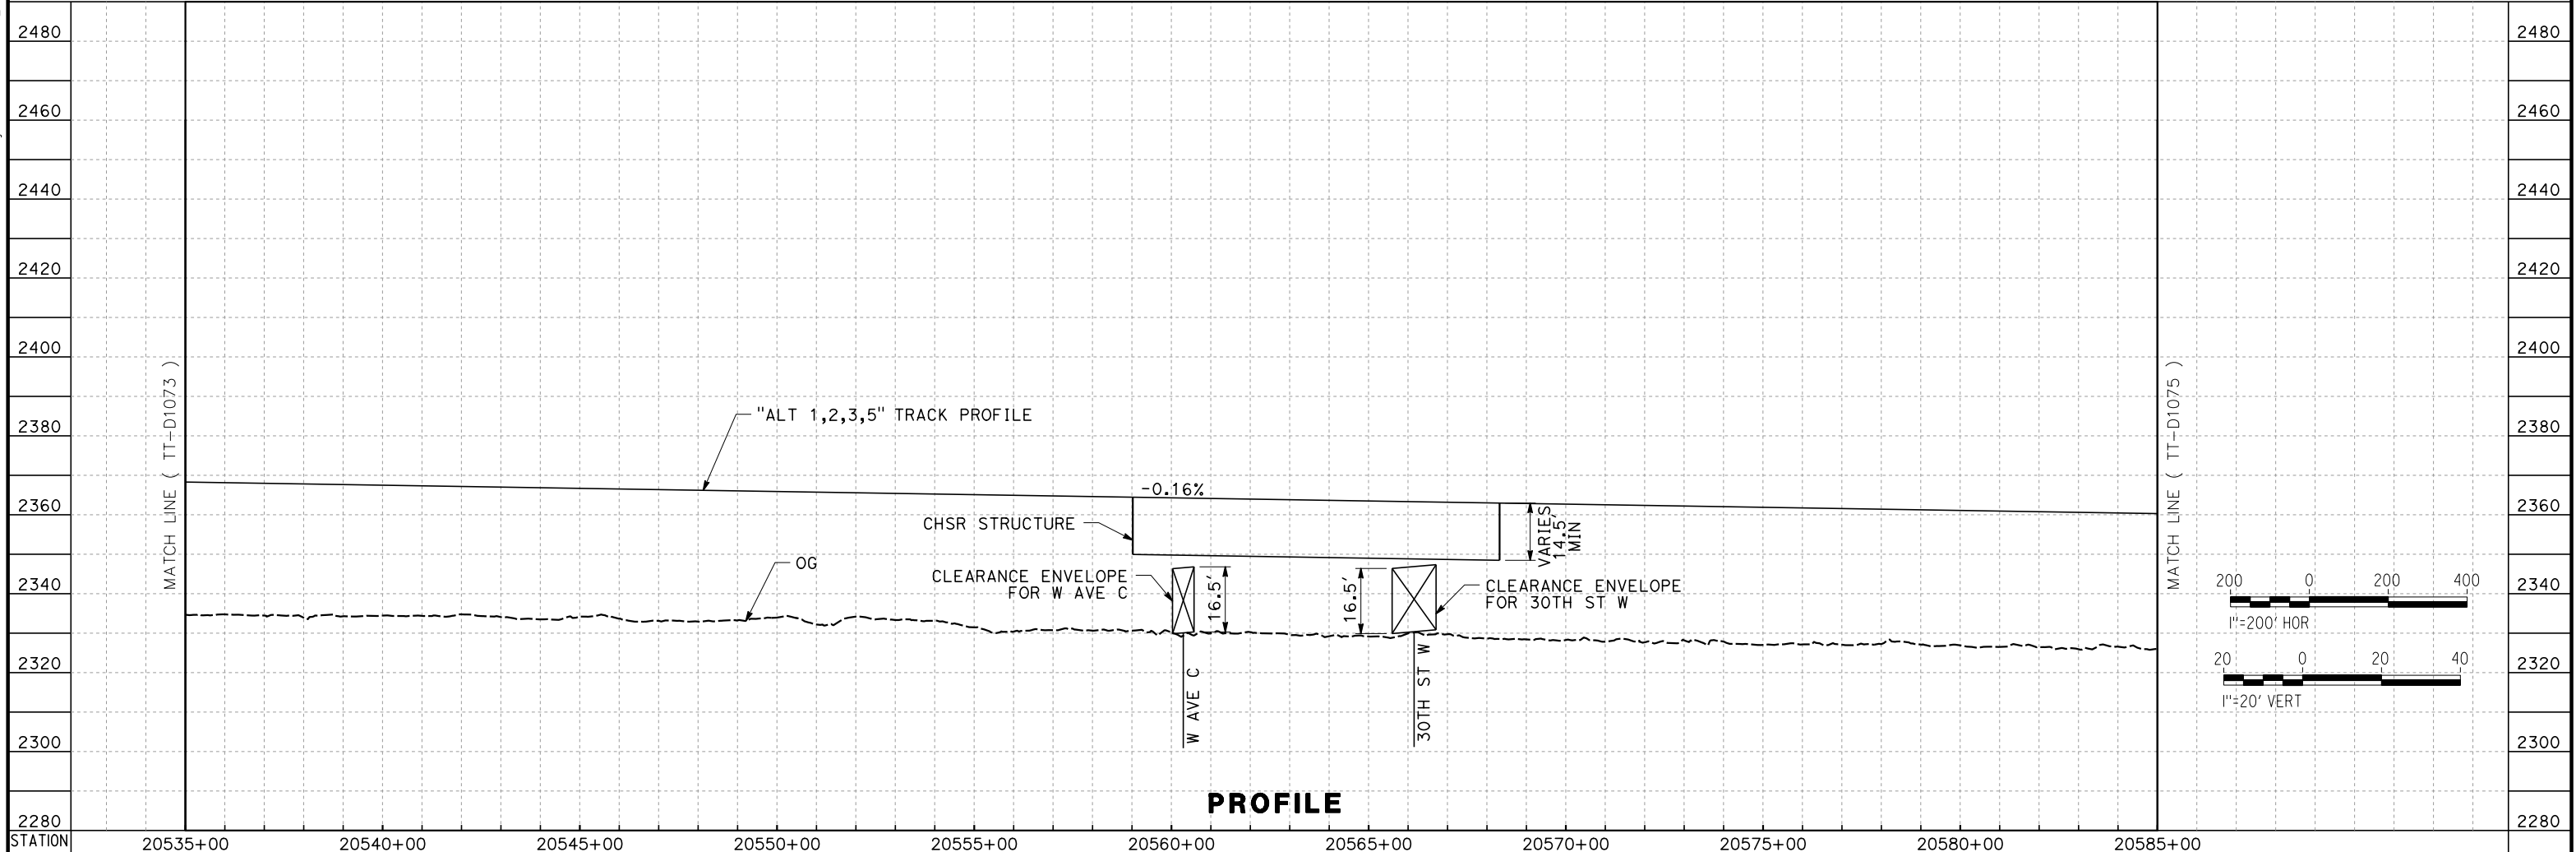 2480
2480
2460
2460
2440
2440
2420
2420
2400
2400
MATCH LINE ( TT-D1073 )
MATCH LINE ( TT-D1075 )
"ALT 1,2,3,5" TRACK PROFILE
2380
2380
-0.16%
2360
2360
CHSR STRUCTURE
VARIES
14.5'
MIN
OG
CLEARANCE ENVELOPE
FOR W AVE C
16.5'
16.5'
CLEARANCE ENVELOPE
FOR 30TH ST W
2340
2340
200 0 200 400
1"=200' HOR
2320
2320
20 0 20 40
1"=20' VERT
W AVE C
30TH ST W
2300
2300
PROFILE
2280
2280
STATION
20535+00 20540+00 20545+00 20550+00 20555+00 20560+00 20565+00 20570+00 20575+00 20580+00 20585+00